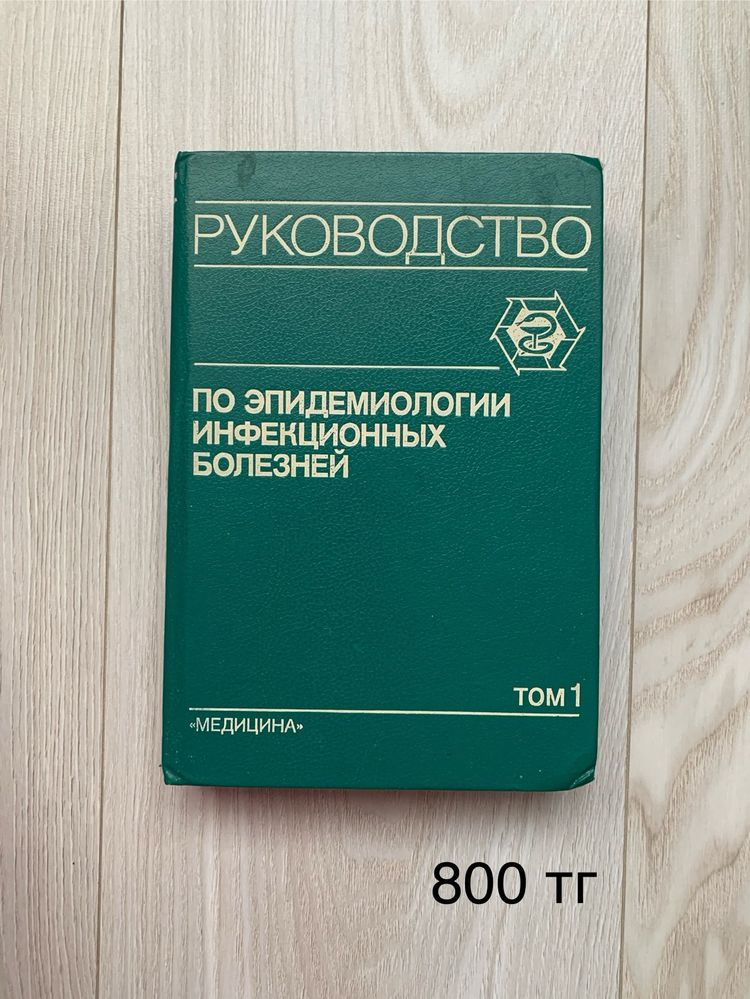 РУКОВОДСТВО
ПО ЭПИДЕМИОЛОГИИ
ИНФЕКЦИОННЫХ
БОЛЕЗНЕЙ
ТОМ 1
«МЕДИЦИНА»
800 тг